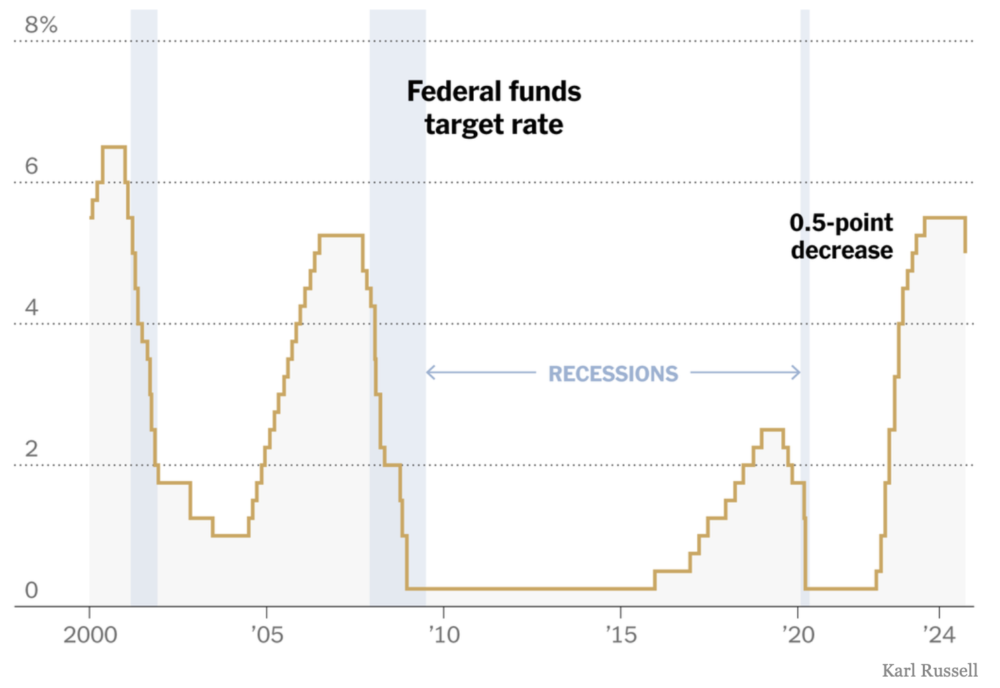 8%
Federal funds
target rate
6
0.5-point
decrease
4
RECESSIONS
2
0
2000 ’05 ’10 ’15 ’20 ’24
Karl Russell